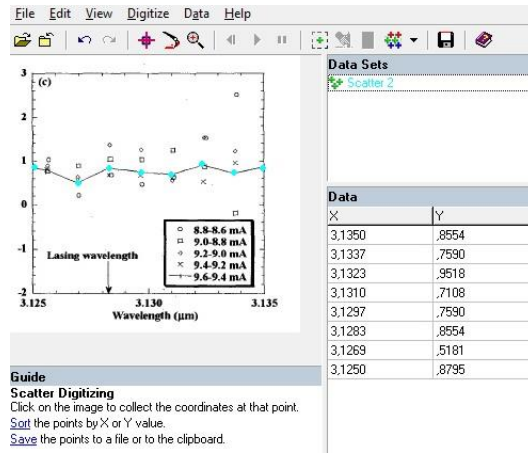 File Edit View Digitize Data Help
Data Sets
Scatter 2
3
(c)
2
1
0
-1
-2
8.8-8.6 mA
9.0-8.8 mA
9.2-9.0 mA
9.4-9.2 mA
9.6-9.4 mA
Lasing wavelength
3.125 3.130 3.135
Wavelength (µm)
Data
X Y
3,1350 ,8554
3,1337 ,7590
3,1323 ,9518
3,1310 ,7108
3,1297 ,7590
3,1283 ,8554
3,1269 ,5181
3,1250 ,8795
Guide
Scatter Digitizing
Click on the image to collect the coordinates at that point.
Sort the points by X or Y value.
Save the points to a file or to the clipboard.